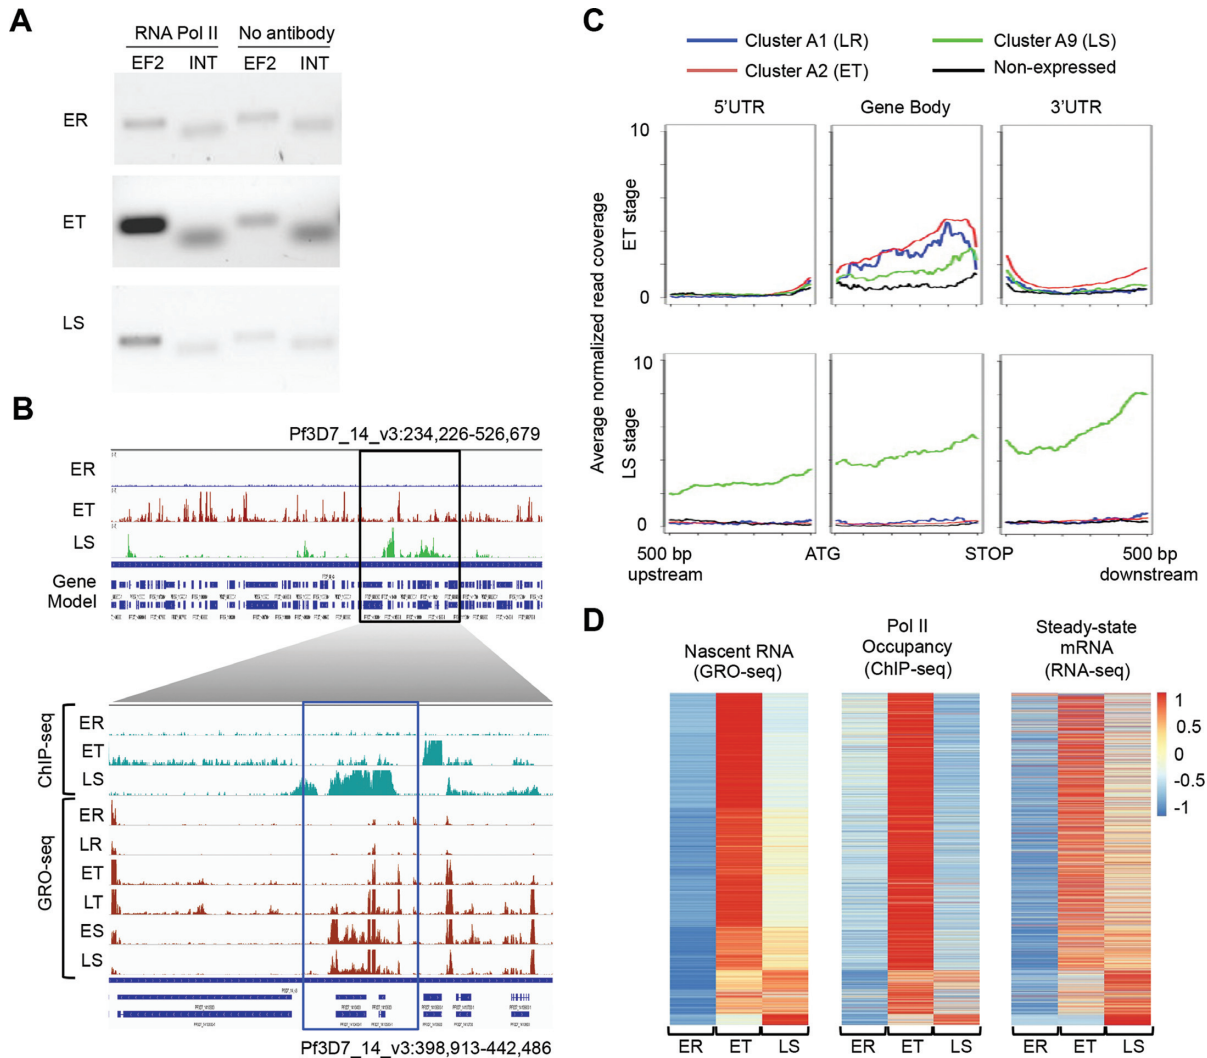 A
RNA Pol II No antibody
EF2 INT EF2 INT
ER
ET
LS
B
Pf3D7_14_v3:234,226-526,679
ER
ET
LS
Gene
Model
ChIP-seq
ER
ET
LS
GRO-seq
ER
LR
ET
LT
ES
LS
Pf3D7_14_v3:398,913-442,486
C
Cluster A1 (LR)
Cluster A9 (LS)
Cluster A2 (ET)
Non-expressed
5'UTR Gene Body 3'UTR
Average normalized read coverage
ET stage
10
0
LS stage
10
0
500 bp
upstream
ATG
STOP
500 bp
downstream
D
Nascent RNA
(GRO-seq)
Pol II
Occupancy
(ChIP-seq)
Steady-state
mRNA
(RNA-seq)
1
0.5
0
-0.5
-1
ER ET LS ER ET LS ER ET LS